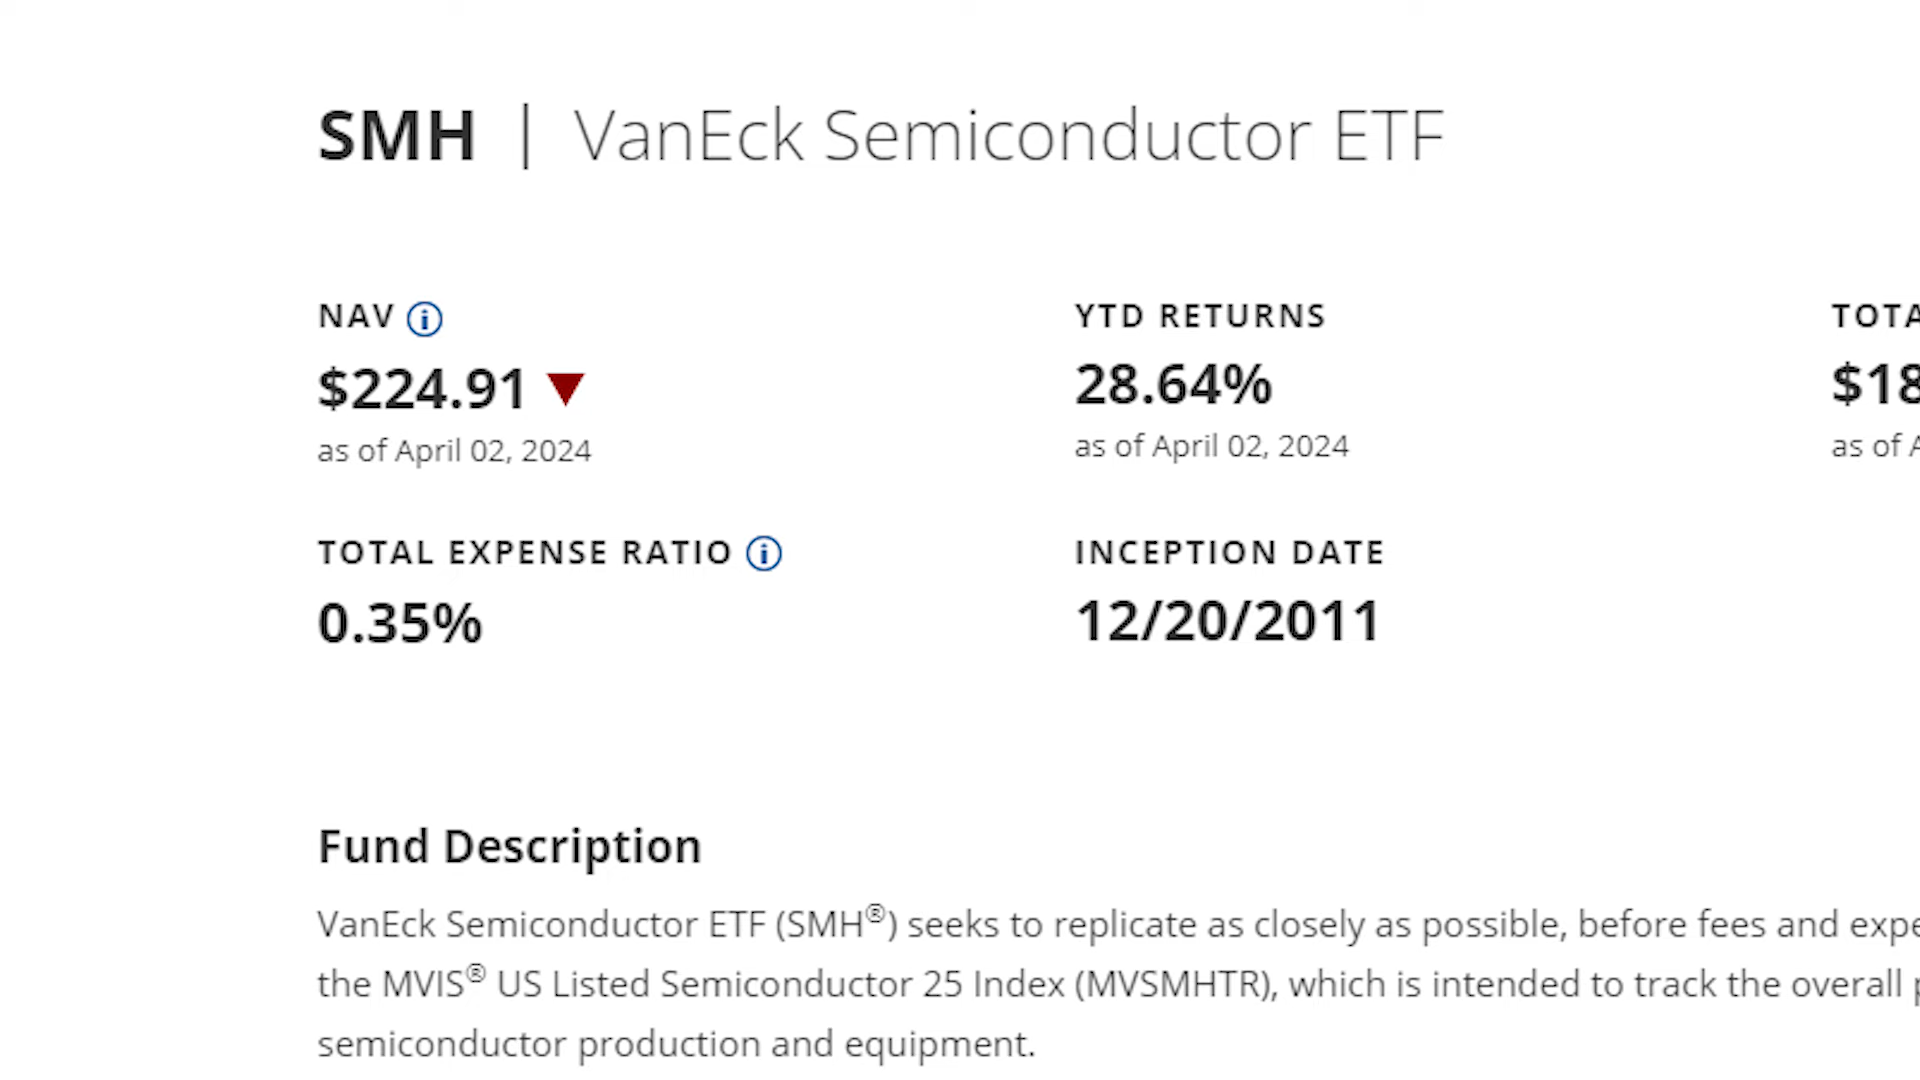 SMH | VanEck Semiconductor ETF
NAV YTD RETURNS
$224.91 28.64%
as of April 02, 2024 as of April 02, 2024 as of
TOTAL EXPENSE RATIO INCEPTION DATE
0.35% 12/20/2011
Fund Description
VanEck Semiconductor ETF (SMH®) seeks to replicate as closely as possible, before fees and
the MVIS® US Listed Semiconductor 25 Index (MVSMHTR), which is intended to track the overall
semiconductor production and equipment.